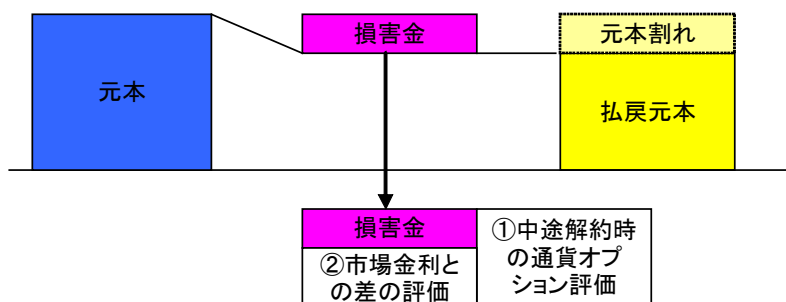 元本
損害金
元本割れ
払戻元本
損害金
②市場金利と
の差の評価
①中途解約時
の通貨オプ
ション評価